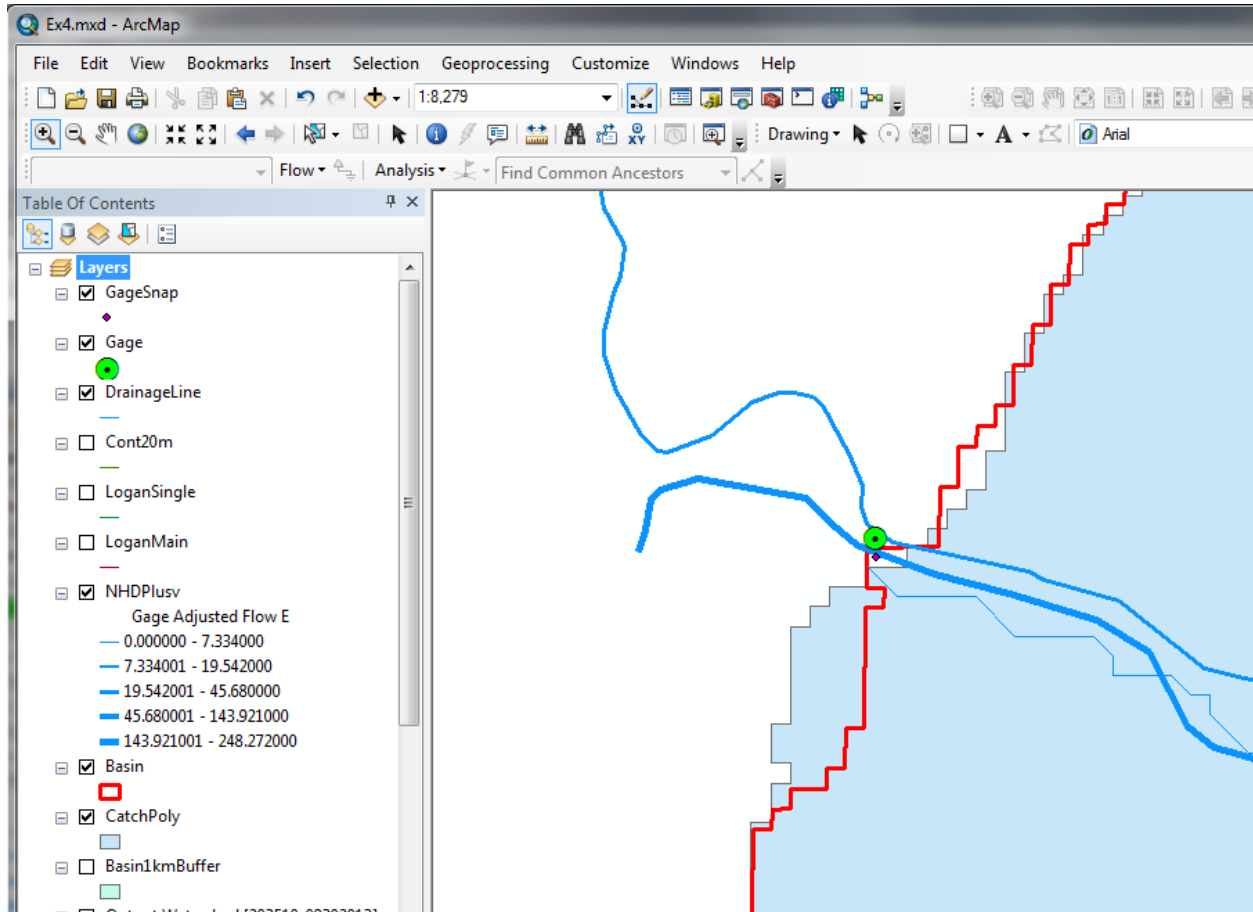 Ex4.mxd - ArcMap
File Edit View Bookmarks Insert Selection Geoprocessing Customize Windows Help
1:8,279
XY Drawing A Arial
Flow Analysis Find Common Ancestors
Table Of Contents
Layers
GageSnap
Gage
DrainageLine
Cont20m
LoganSingle
LoganMain
NHDPlusv
Gage Adjusted Flow E
0.000000 - 7.334000
7.334001 - 19.542000
19.542001 - 45.680000
45.680001 - 143.921000
143.921001 - 248.272000
Basin
CatchPoly
Basin1kmBuffer